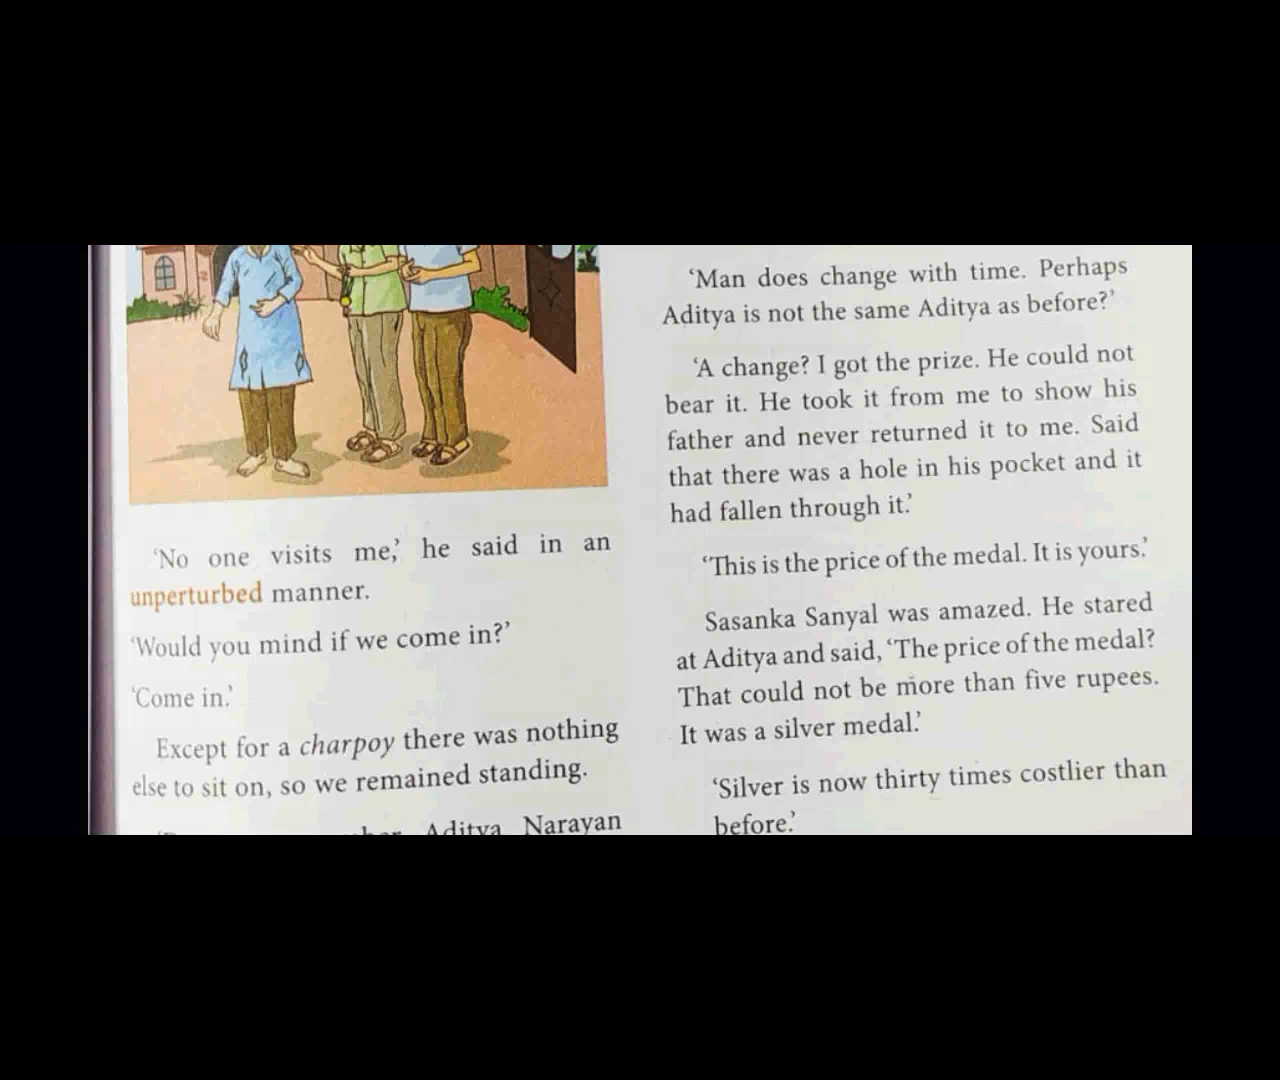 ‘No one visits me,’ he said in an
unperturbed manner.
‘Would you mind if we come in?’
‘Come in.’
Except for a charpoy there was nothing
else to sit on, so we remained standing.
Aditya Narayan
‘Man does change with time. Perhaps
Aditya is not the same Aditya as before?’
‘A change? I got the prize. He could not
bear it. He took it from me to show his
father and never returned it to me. Said
that there was a hole in his pocket and it
had fallen through it.’
‘This is the price of the medal. It is yours.’
Sasanka Sanyal was amazed. He stared
at Aditya and said, ‘The price of the medal?
That could not be more than five rupees.
It was a silver medal.’
‘Silver is now thirty times costlier than
before.’